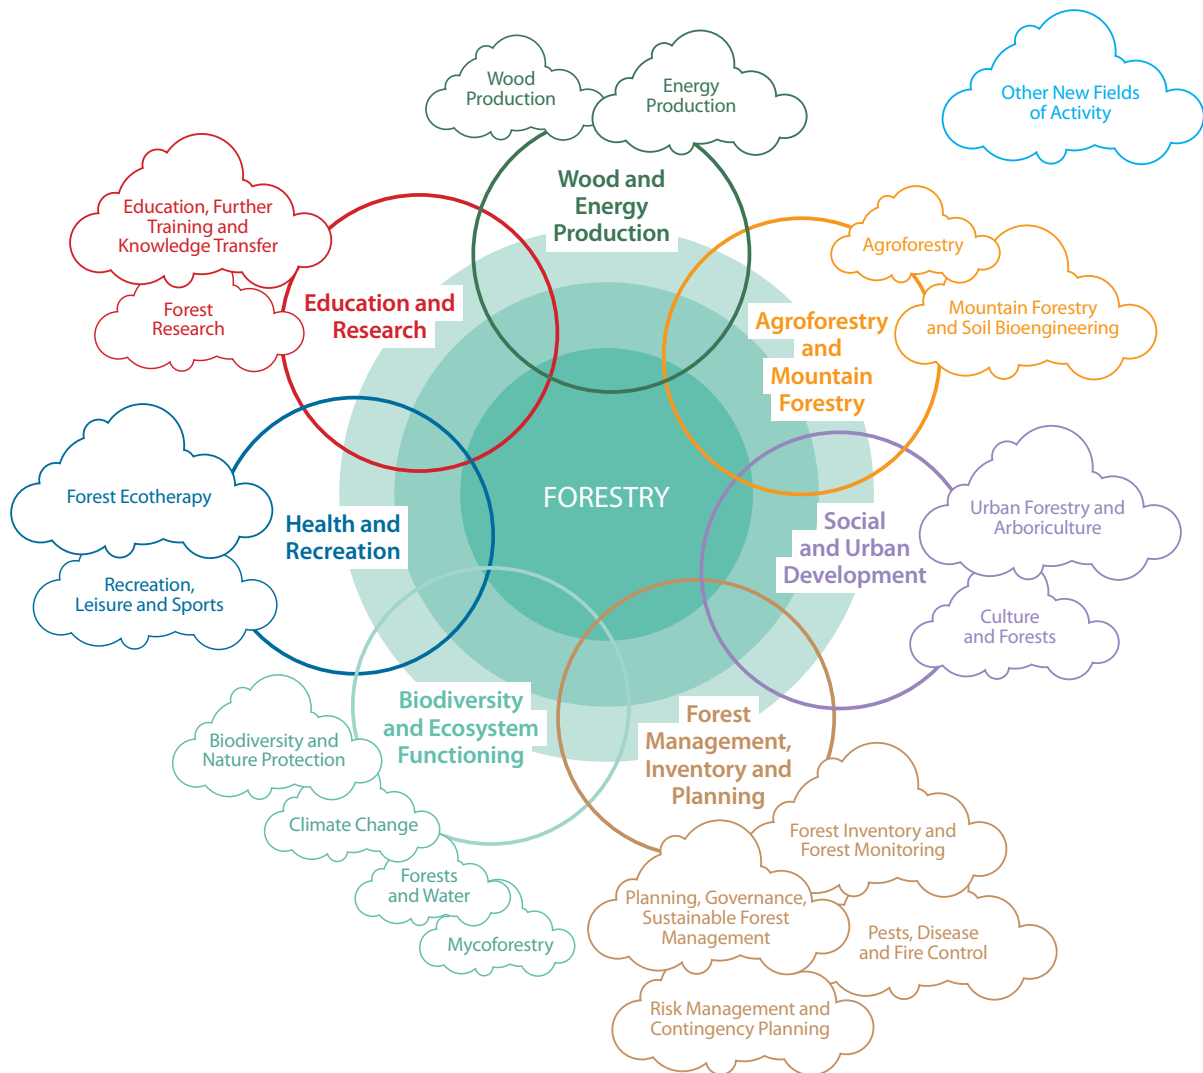 Wood
Production
Energy
Production
Other New Fields
of Activity
Wood and
Energy
Production
Education, Further
Training and
Knowledge Transfer
Forest
Research
Education and
Research
Agroforestry
Mountain Forestry
and Soil Bioengineering
Agroforestry
and
Mountain
Forestry
FORESTRY
Forest Ecotherapy
Recreation,
Leisure and Sports
Health and
Recreation
Social
and Urban
Development
Urban Forestry and
Arboriculture
Culture
and Forests
Biodiversity
and Ecosystem
Functioning
Biodiversity and
Nature Protection
Climate Change
Forests
and Water
Mycoforestry
Forest
Management,
Inventory and
Planning
Forest Inventory and
Forest Monitoring
Planning, Governance,
Sustainable Forest
Management
Pests, Disease
and Fire Control
Risk Management and
Contingency Planning